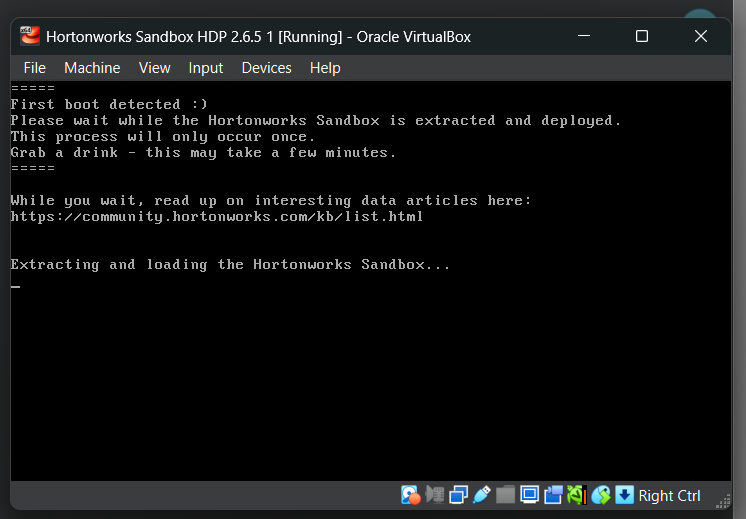 Hortonworks Sandbox HDP 2.6.5 1 [Running] - Oracle VirtualBox
File Machine View Input Devices Help
=====
First boot detected :)
Please wait while the Hortonworks Sandbox is extracted and deployed.
This process will only occur once.
Grab a drink - this may take a few minutes.
=====
While you wait, read up on interesting data articles here:
https://community.hortonworks.com/kb/list.html
Extracting and loading the Hortonworks Sandbox...
_
Right Ctrl